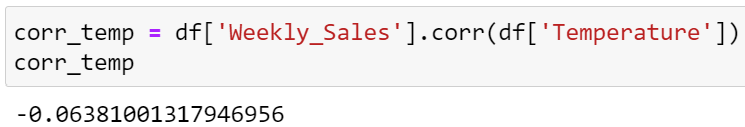 corr_temp = df['Weekly_Sales'].corr(df['Temperature'])
corr_temp
-0.06381001317946956